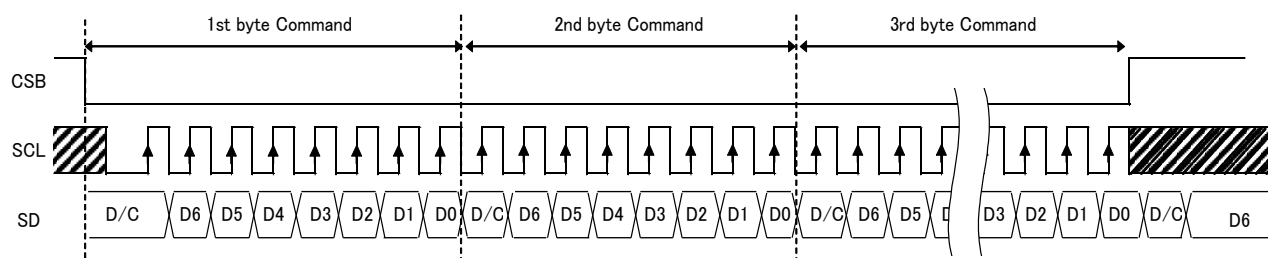 1st byte Command 2nd byte Command 3rd byte Command
CSB
SCL
SD D/C D6 D5 D4 D3 D2 D1 D0 D/C D6 D5 D4 D3 D2 D1 D0 D/C D6 D5 D3 D2 D1 D0 D/C D6